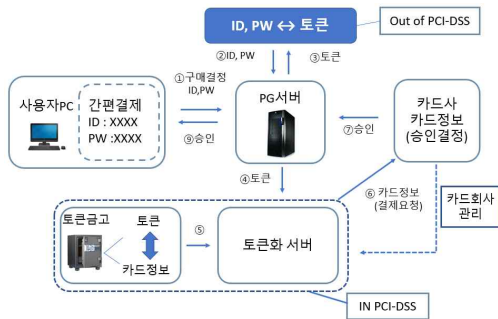 ID, PW ↔ 토큰
Out of PCI-DSS
②ID, PW
③토큰
①구매결정
ID,PW
사용자PC
간편결제
ID : XXXX
PW :XXXX
PG서버
카드사
카드정보
(승인결정)
⑦승인
⑨승인
④토큰
⑥ 카드정보
(결제요청)
카드회사
관리
토큰금고
토큰
카드정보
⑤
토큰화 서버
IN PCI-DSS